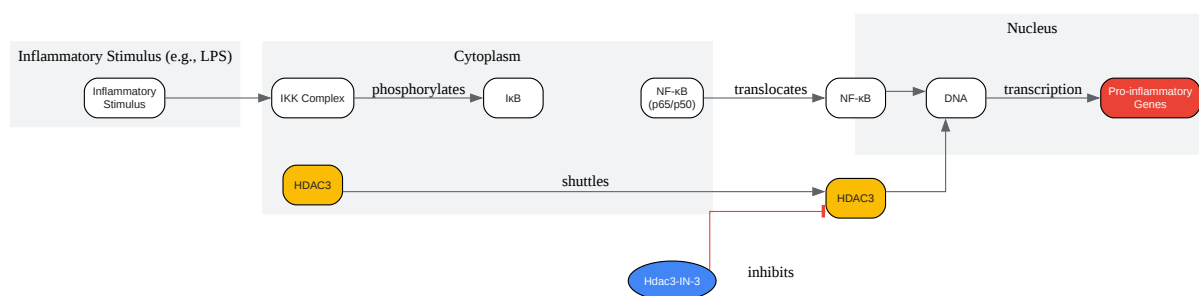 Nucleus
Inflammatory Stimulus (e.g., LPS)
Cytoplasm
Inflammatory
Stimulus
IKK Complex
phosphorylates
IκB
NF-κB
(p65/p50)
translocates
NF-κB
DNA
transcription
Pro-inflammatory
Genes
HDAC3
shuttles
HDAC3
Hdac3-IN-3
inhibits